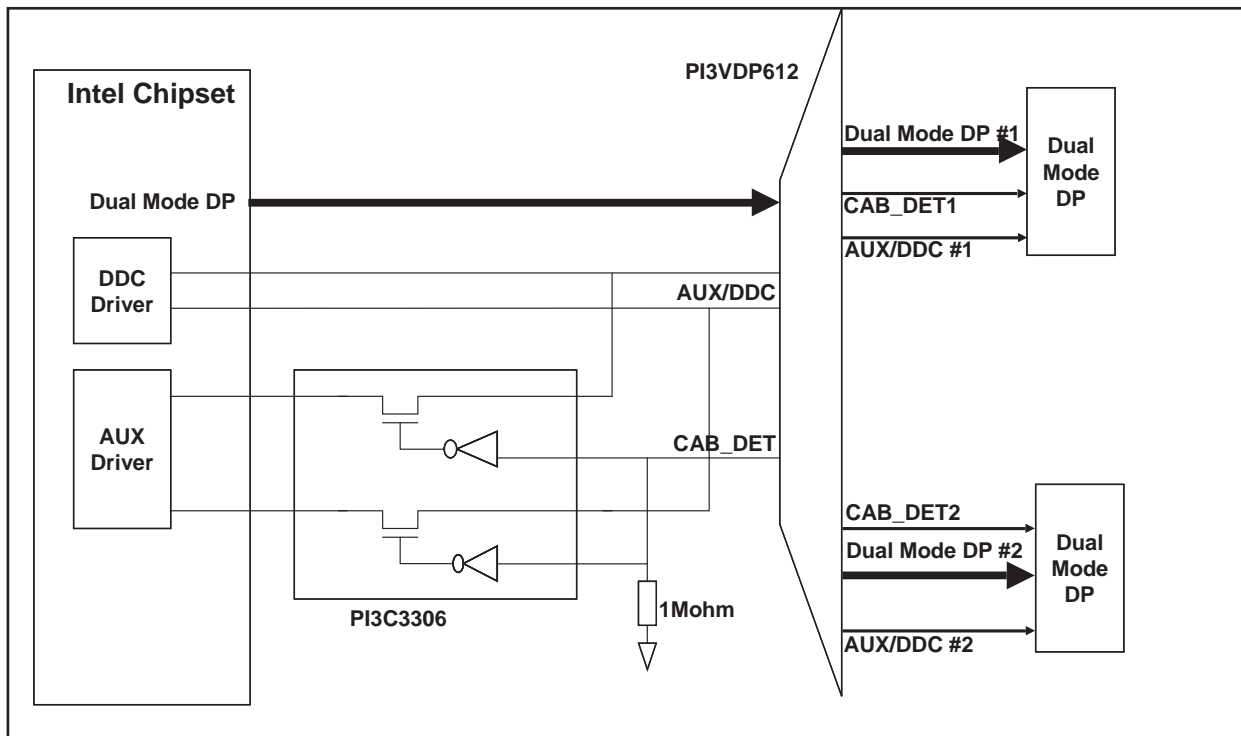 PI3VDP612
Intel Chipset
Dual Mode DP #1
Dual
Mode
DP
Dual Mode DP
CAB_DET1
AUX/DDC #1
DDC
Driver
AUX/DDC
AUX
Driver
CAB_DET
CAB_DET2
Dual Mode DP #2
Dual
Mode
DP
PI3C3306
1Mohm
AUX/DDC #2